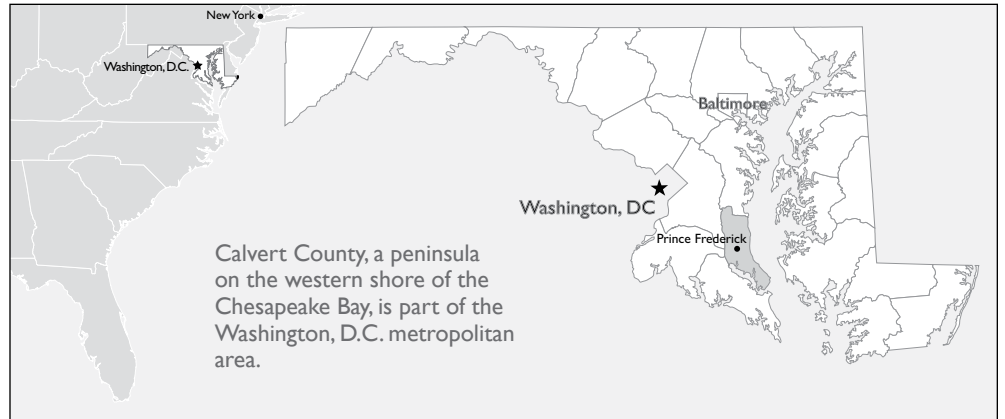 New York
Washington, D.C.
Baltimore
Washington, DC
Prince Frederick
Calvert County, a peninsula
on the western shore of the
Chesapeake Bay, is part of the
Washington, D.C. metropolitan
area.